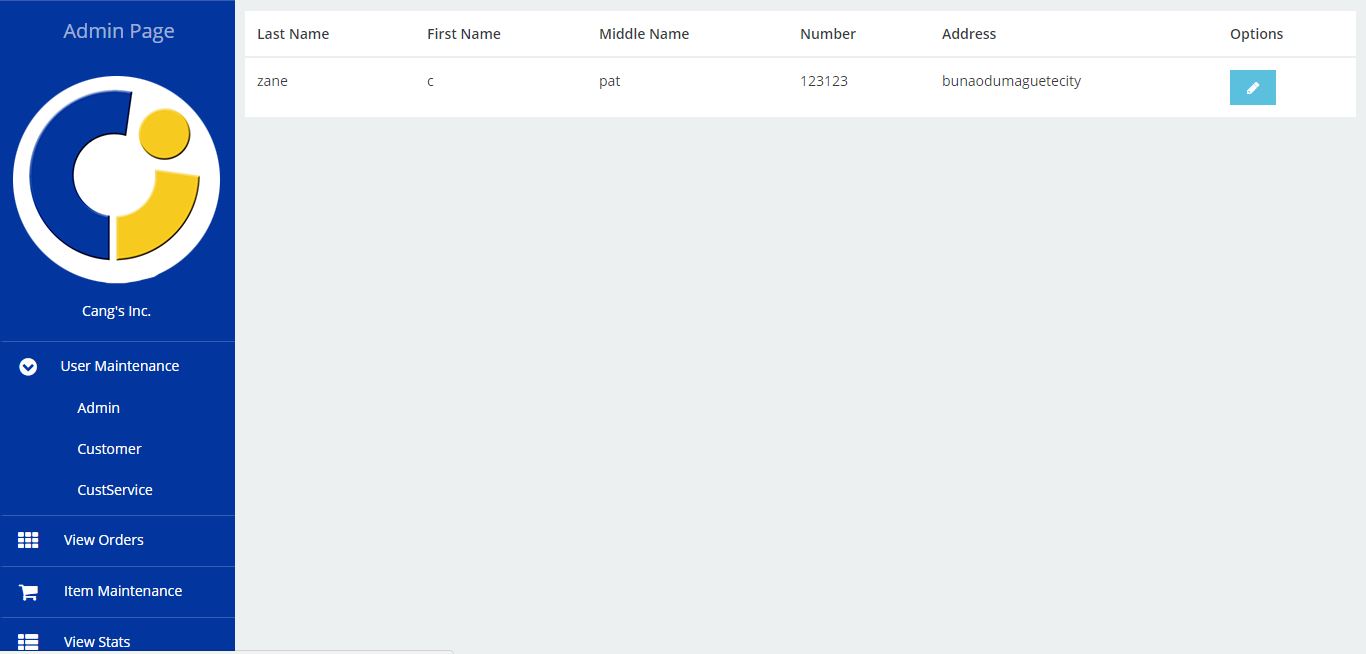 Admin Page
Cang's Inc.
User Maintenance
Admin
Customer
CustService
View Orders
Item Maintenance
View Stats
Last Name First Name Middle Name Number Address Options
zane c pat 123123 bunaodumaguetecity